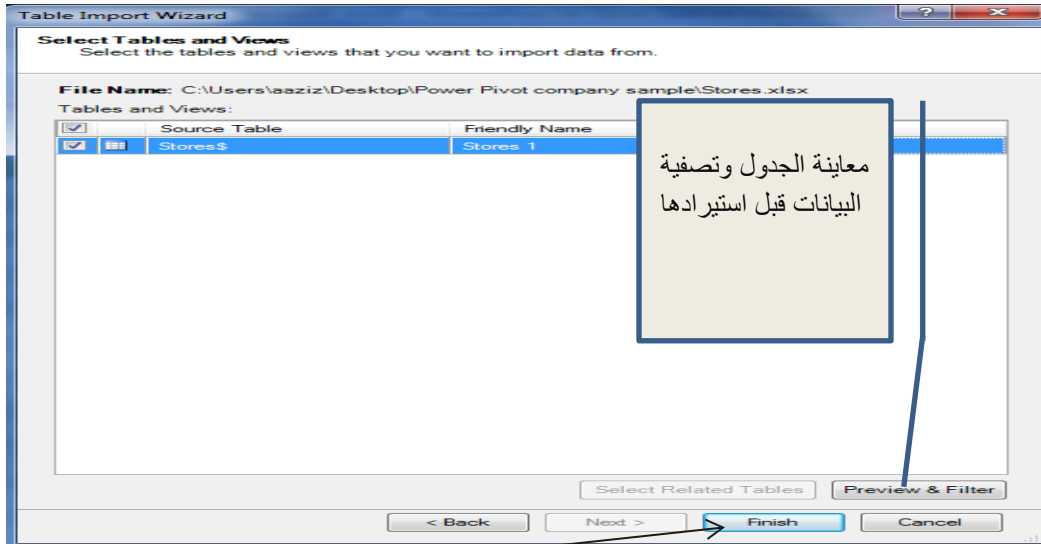 Table Import Wizard
Select Tables and Views
Select the tables and views that you want to import data from.
File Name: C:\Users\aaziz\Desktop\Power Pivot company sample\Stores.xlsx
Tables and Views:
Source Table Friendly Name
Stores$ Stores 1
معاينة الجدول وتصفية
البيانات قبل استيرادها
Select Related Tables Preview & Filter
< Back Next > Finish Cancel